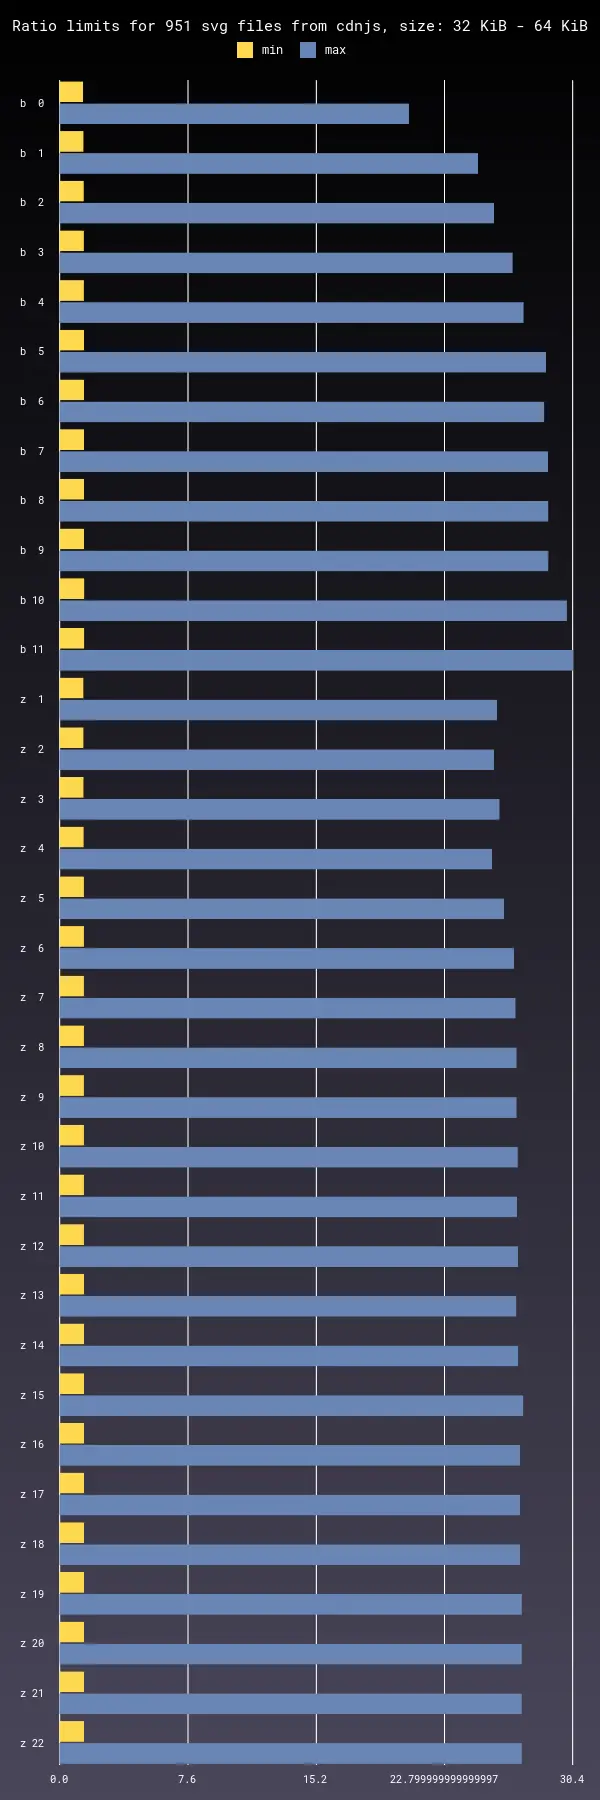 Ratio limits for 951 svg files from cdnjs, size: 32 KiB - 64 KiB
min max
b 0
b 1
b 2
b 3
b 4
b 5
b 6
b 7
b 8
b 9
b 10
b 11
z 1
z 2
z 3
z 4
z 5
z 6
z 7
z 8
z 9
z 10
z 11
z 12
z 13
z 14
z 15
z 16
z 17
z 18
z 19
z 20
z 21
z 22
0.0 7.6 15.2 22.799999999999997 30.4